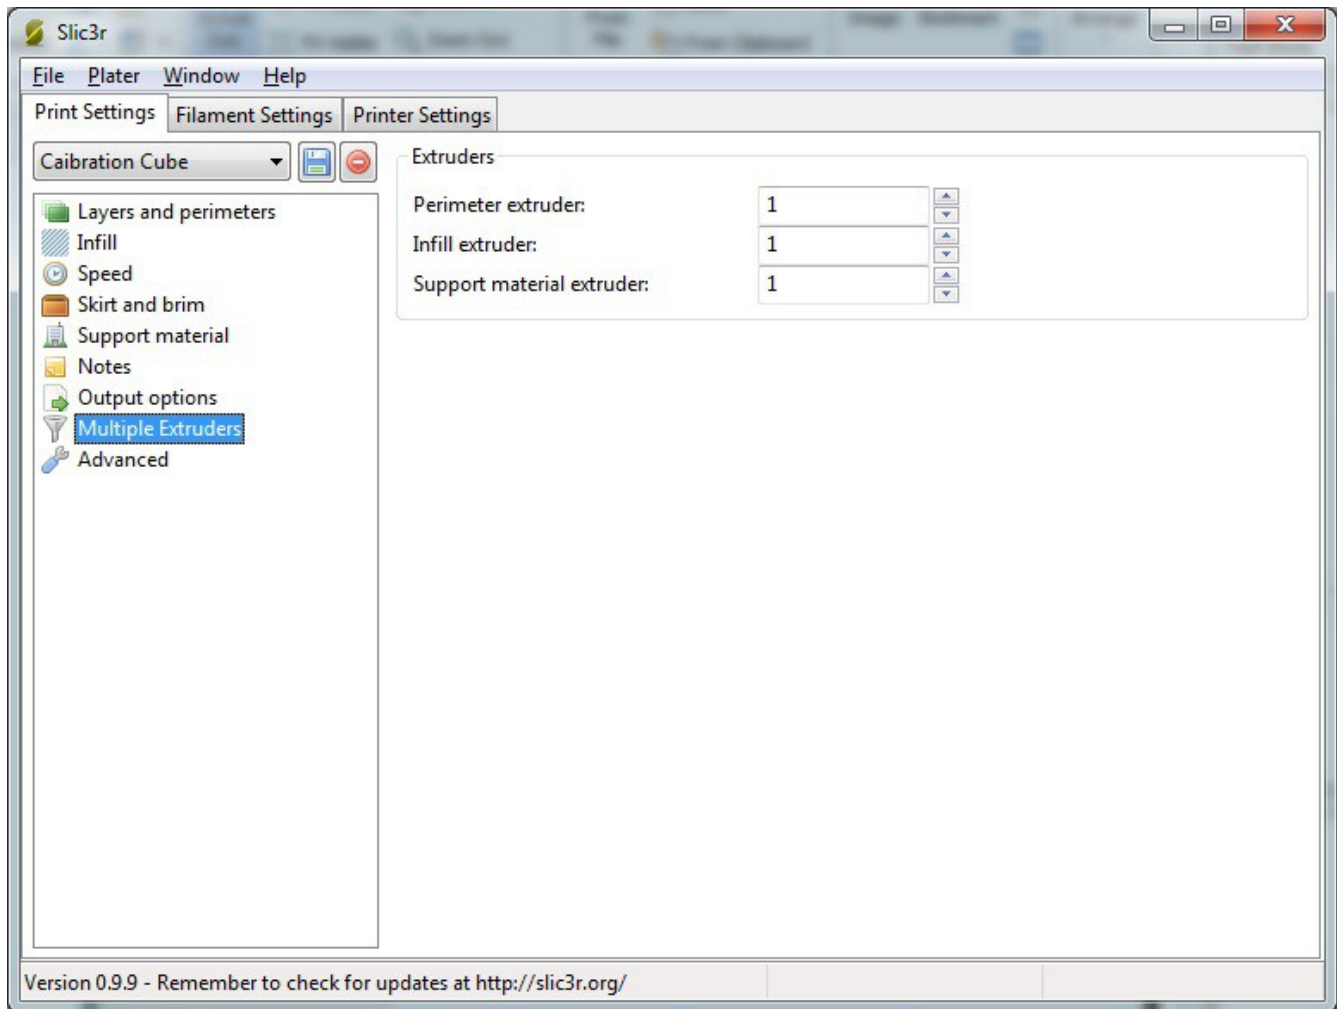 Slic3r
File Plater Window Help
Print Settings Filament Settings Printer Settings
Caibration Cube
Layers and perimeters
Infill
Speed
Skirt and brim
Support material
Notes
Output options
Multiple Extruders
Advanced
Extruders
Perimeter extruder: 1
Infill extruder: 1
Support material extruder: 1
Version 0.9.9 - Remember to check for updates at http://slic3r.org/